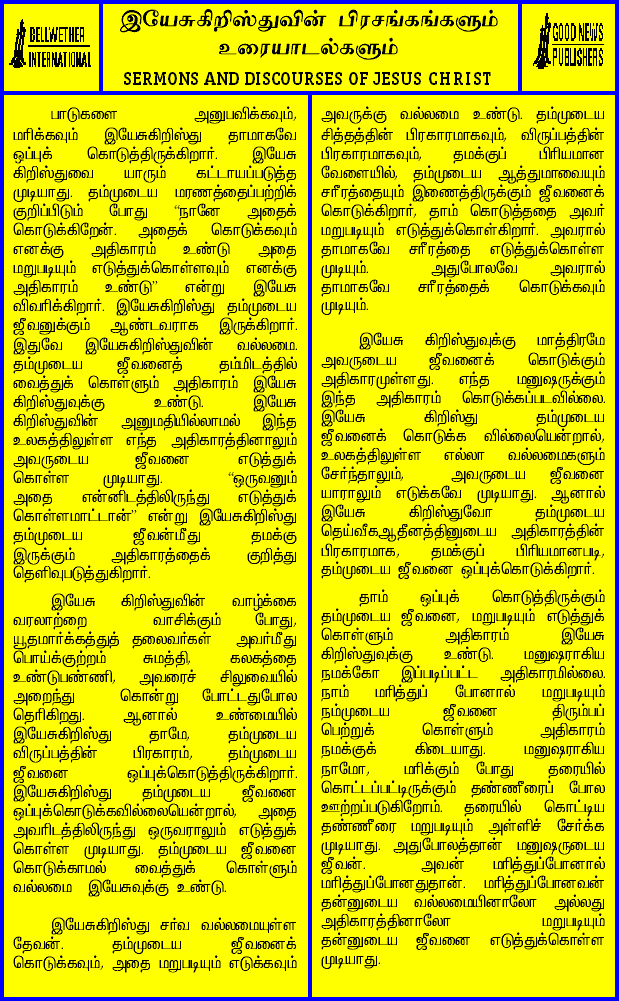 BELLWETHER
INTERNATIONAL
இயேசுகிறிஸ்துவின் பிரசங்கங்களும்
உரையாடல்களும்
SERMONS AND DISCOURSES OF JESUS CHRIST
GOOD NEWS
PUBLISHERS
பாடுகளை அனுபவிக்கவும்,
மரிக்கவும் இயேசுகிறிஸ்து தாமாகவே
ஒப்புக் கொடுத்திருக்கிறார். இயேசு
கிறிஸ்துவை யாரும் கட்டாயப்படுத்த
முடியாது. தம்முடைய மரணத்தைப்பற்றிக்
குறிப்பிடும் போது “நானே அதைக்
கொடுக்கிறேன். அதைக் கொடுக்கவும்
எனக்கு அதிகாரம் உண்டு அதை
மறுபடியும் எடுத்துக்கொள்ளவும் எனக்கு
அதிகாரம் உண்டு” என்று இயேசு
விவரிக்கிறார். இயேசுகிறிஸ்து தம்முடைய
ஜீவனுக்கும் ஆண்டவராக இருக்கிறார்.
இதுவே இயேசுகிறிஸ்துவின் வல்லமை.
தம்முடைய ஜீவனைத் தம்மிடத்தில்
வைத்துக் கொள்ளும் அதிகாரம் இயேசு
கிறிஸ்துவுக்கு உண்டு. இயேசு
கிறிஸ்துவின் அனுமதியில்லாமல் இந்த
உலகத்திலுள்ள எந்த அதிகாரத்தினாலும்
அவருடைய ஜீவனை எடுத்துக்
கொள்ள முடியாது. “ஒருவனும்
அதை என்னிடத்திலிருந்து எடுத்துக்
கொள்ளமாட்டான்” என்று இயேசுகிறிஸ்து
தம்முடைய ஜீவன்மீது தமக்கு
இருக்கும் அதிகாரத்தைக் குறித்து
தெளிவுபடுத்துகிறார்.
இயேசு கிறிஸ்துவின் வாழ்க்கை
வரலாற்றை வாசிக்கும் போது,
யூதமார்க்கத்துத் தலைவர்கள் அவர்மீது
பொய்க்குற்றம் சுமத்தி, கலகத்தை
உண்டுபண்ணி, அவரைச் சிலுவையில்
அறைந்து கொன்று போட்டதுபோல
தெரிகிறது. ஆனால் உண்மையில்
இயேசுகிறிஸ்து தாமே, தம்முடைய
விருப்பத்தின் பிரகாரம், தம்முடைய
ஜீவனை ஒப்புக்கொடுத்திருக்கிறார்.
இயேசுகிறிஸ்து தம்முடைய ஜீவனை
ஒப்புக்கொடுக்கவில்லையென்றால், அதை
அவரிடத்திலிருந்து ஒருவராலும் எடுத்துக்
கொள்ள முடியாது. தம்முடைய ஜீவனை
கொடுக்காமல் வைத்துக் கொள்ளும்
வல்லமை இயேசுவுக்கு உண்டு.
இயேசுகிறிஸ்து சர்வ வல்லமையுள்ள
தேவன். தம்முடைய ஜீவனைக்
கொடுக்கவும், அதை மறுபடியும் எடுக்கவும்
அவருக்கு வல்லமை உண்டு. தம்முடைய
சித்தத்தின் பிரகாரமாகவும், விருப்பத்தின்
பிரகாரமாகவும், தமக்குப் பிரியமான
வேளையில், தம்முடைய ஆத்துமாவையும்
சரீரத்தையும் இணைத்திருக்கும் ஜீவனைக்
கொடுக்கிறார், தாம் கொடுத்ததை அவர்
மறுபடியும் எடுத்துக்கொள்கிறார். அவரால்
தாமாகவே சரீரத்தை எடுத்துக்கொள்ள
முடியும். அதுபோலவே அவரால்
தாமாகவே சரீரத்தைக் கொடுக்கவும்
முடியும்.
இயேசு கிறிஸ்துவுக்கு மாத்திரமே
அவருடைய ஜீவனைக் கொடுக்கும்
அதிகாரமுள்ளது. எந்த மனுஷருக்கும்
இந்த அதிகாரம் கொடுக்கப்படவில்லை.
இயேசு கிறிஸ்து தம்முடைய
ஜீவனைக் கொடுக்க வில்லையென்றால்,
உலகத்திலுள்ள எல்லா வல்லமைகளும்
சேர்ந்தாலும், அவருடைய ஜீவனை
யாராலும் எடுக்கவே முடியாது. ஆனால்
இயேசு கிறிஸ்துவோ தம்முடைய
தெய்வீகஆதீனத்தினுடைய அதிகாரத்தின்
பிரகாரமாக, தமக்குப் பிரியமானபடி,
தம்முடைய ஜீவனை ஒப்புக்கொடுக்கிறார்.
தாம் ஒப்புக் கொடுத்திருக்கும்
தம்முடைய ஜீவனை, மறுபடியும் எடுத்துக்
கொள்ளும் அதிகாரம் இயேசு
கிறிஸ்துவுக்கு உண்டு. மனுஷராகிய
நமக்கோ இப்படிப்பட்ட அதிகாரமில்லை.
நாம் மரித்துப் போனால் மறுபடியும்
நம்முடைய ஜீவனை திரும்பப்
பெற்றுக் கொள்ளும் அதிகாரம்
நமக்குக் கிடையாது. மனுஷராகிய
நாமோ, மரிக்கும் போது தரையில்
கொட்டப்பட்டிருக்கும் தண்ணீரைப் போல
ஊற்றப்படுகிறோம். தரையில் கொட்டிய
தண்ணீரை மறுபடியும் அள்ளிச் சேர்க்க
முடியாது. அதுபோலத்தான் மனுஷருடைய
ஜீவன். அவன் மரித்துப்போனால்
மரித்துப்போனதுதான். மரித்துப்போனவன்
தன்னுடைய வல்லமையினாலோ அல்லது
அதிகாரத்தினாலோ மறுபடியும்
தன்னுடைய ஜீவனை எடுத்துக்கொள்ள
முடியாது.